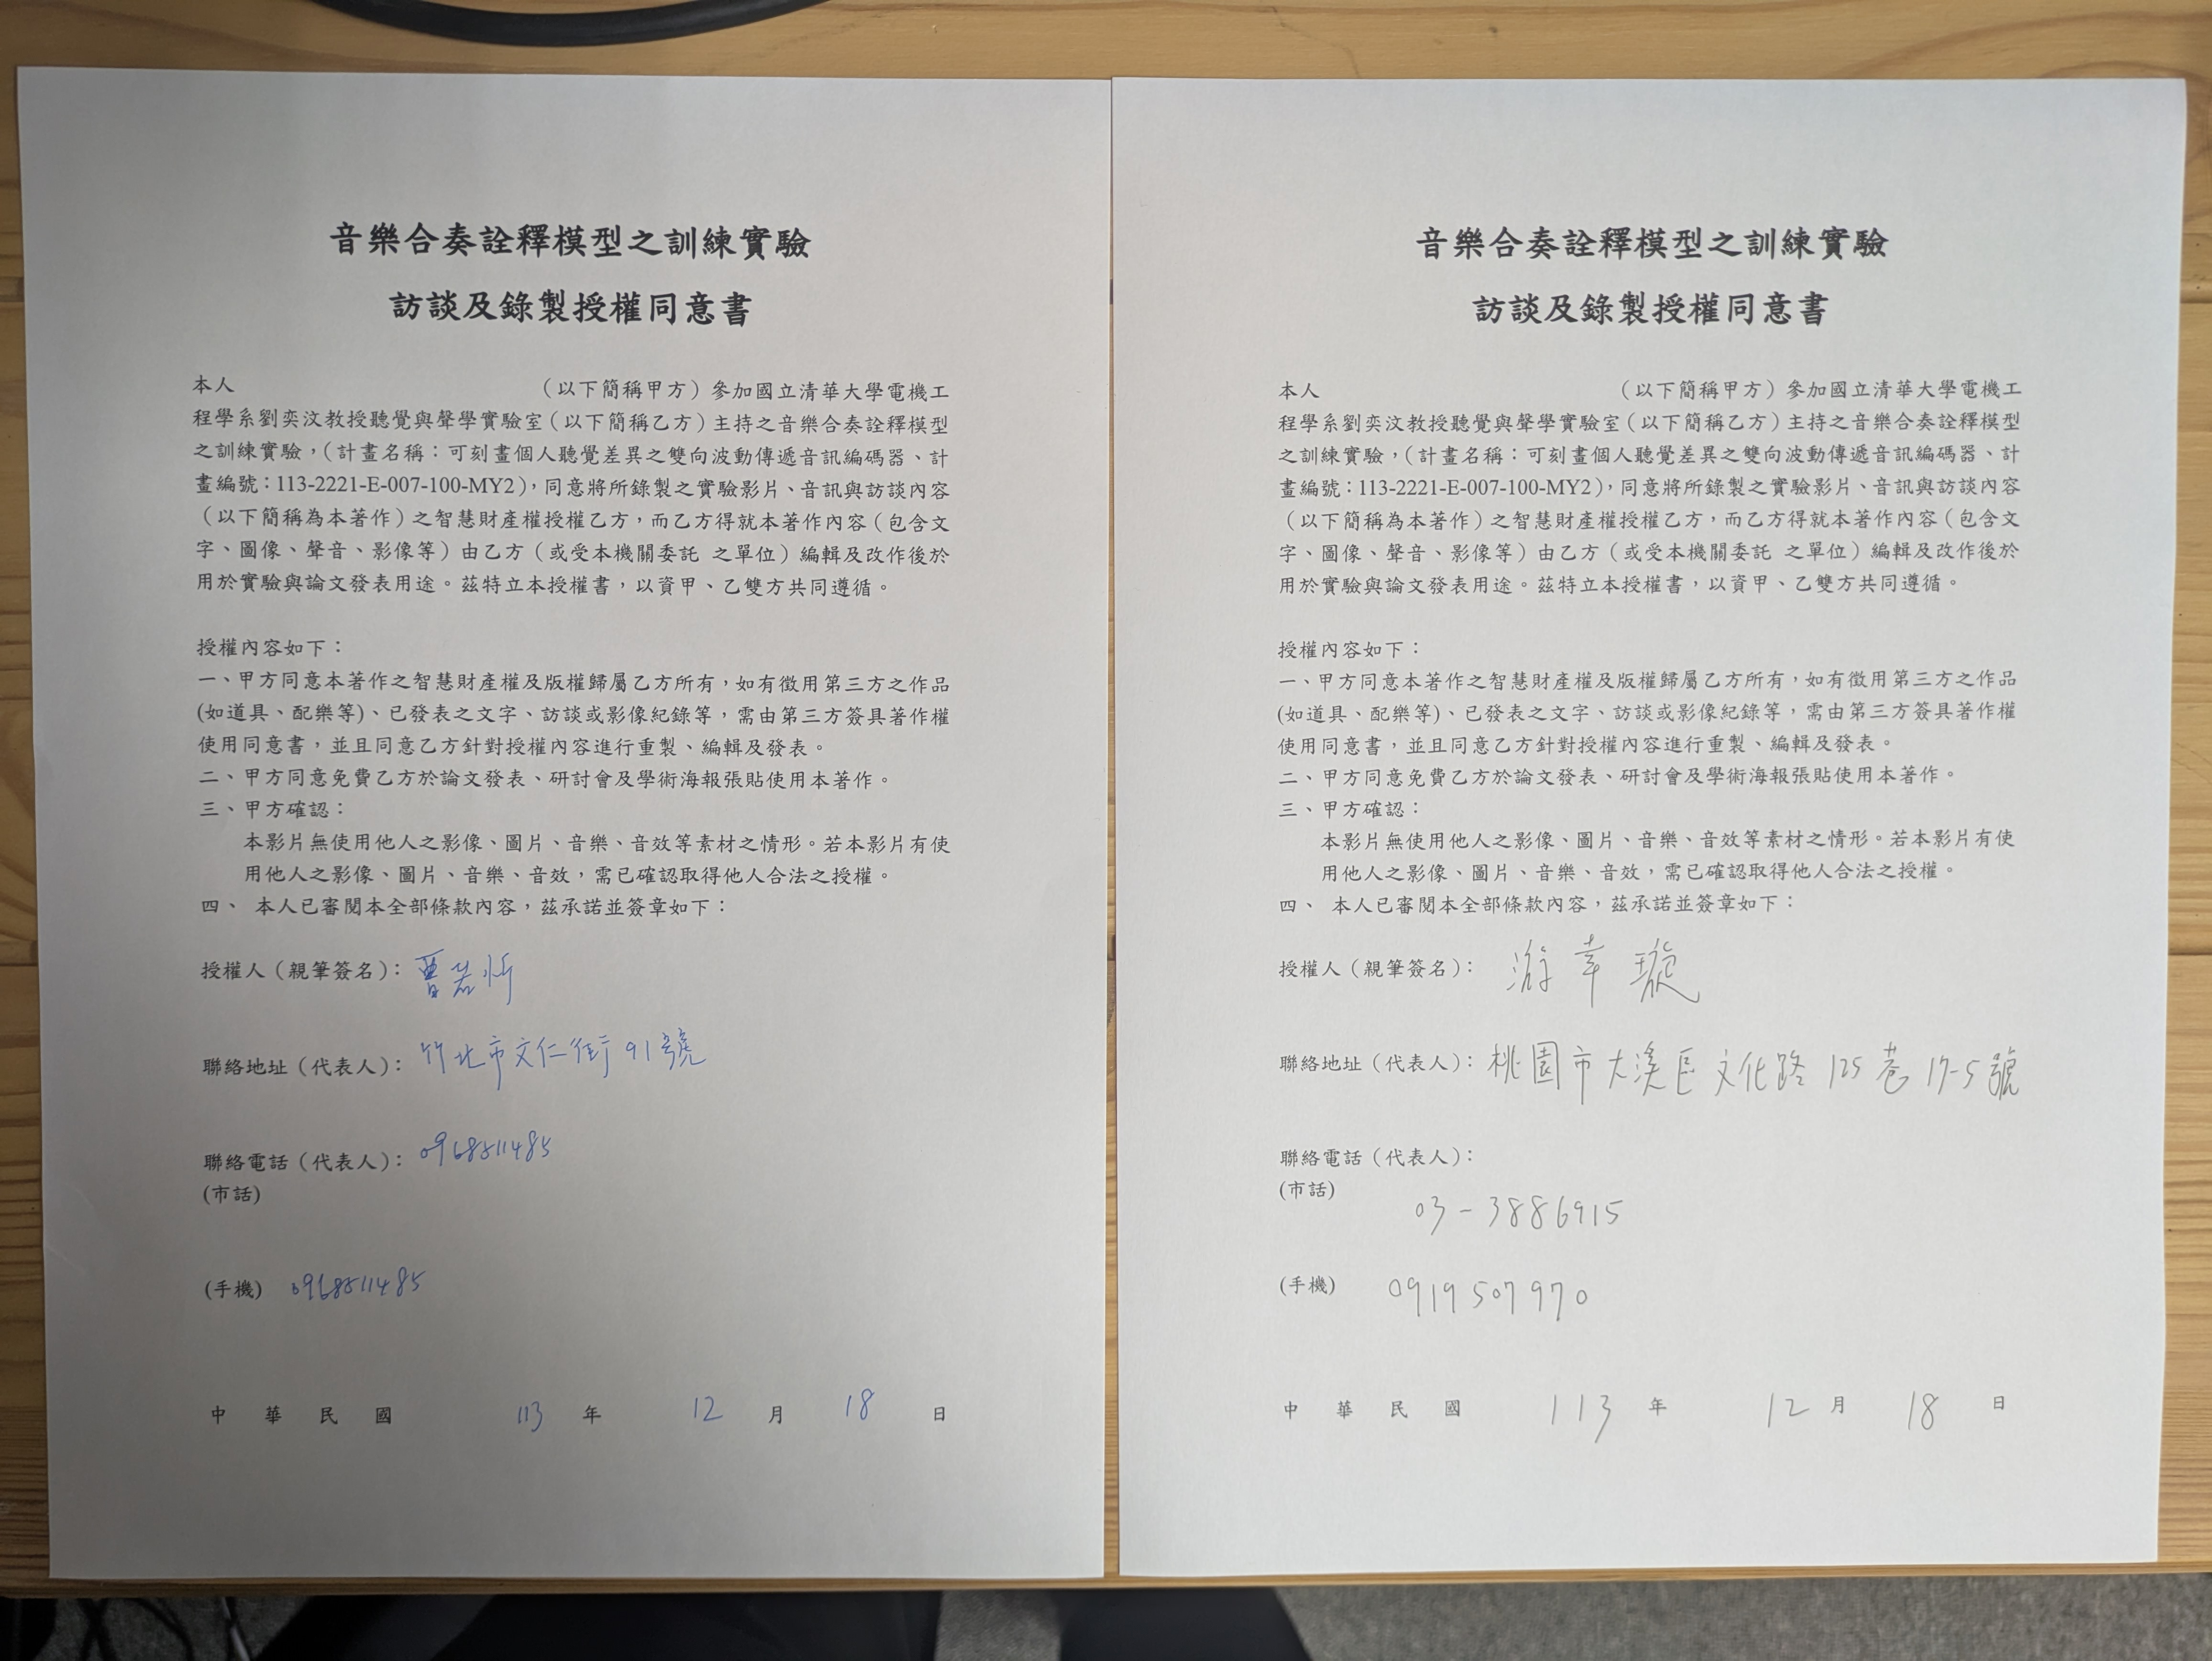 音樂合奏詮釋模型之訓練實驗
訪談及錄製授權同意書
本人 （以下簡稱甲方）參加國立清華大學電機工
程學系劉奕汶教授聽覺與聲學實驗室（以下簡稱乙方）主持之音樂合奏詮釋模型
之訓練實驗，（計畫名稱：可刻畫個人聽覺差異之雙向波動傳遞音訊編碼器、計
畫編號：113-2221-E-007-100-MY2），同意將所錄製之實驗影片、音訊與訪談內容
（以下簡稱為本著作）之智慧財產權授權乙方，而乙方得就本著作內容（包含文
字、圖像、聲音、影像等）由乙方（或受本機關委託 之單位）編輯及改作後於
用於實驗與論文發表用途。茲特立本授權書，以資甲、乙雙方共同遵循。
授權內容如下：
一、甲方同意本著作之智慧財產權及版權歸屬乙方所有，如有徵用第三方之作品
(如道具、配樂等)、已發表之文字、訪談或影像紀錄等，需由第三方簽具著作權
使用同意書，並且同意乙方針對授權內容進行重製、編輯及發表。
二、甲方同意免費乙方於論文發表、研討會及學術海報張貼使用本著作。
三、甲方確認：
本影片無使用他人之影像、圖片、音樂、音效等素材之情形。若本影片有使
用他人之影像、圖片、音樂、音效，需已確認取得他人合法之授權。
四、 本人已審閱本全部條款內容，茲承諾並簽章如下：
授權人（親筆簽名）：
聯絡地址（代表人）： 竹北市文仁街91號
聯絡電話（代表人）： 0968511485
(市話)
(手機) 0968511485
中 華 民 國 113 年 12 月 18 日
音樂合奏詮釋模型之訓練實驗
訪談及錄製授權同意書
本人 （以下簡稱甲方）參加國立清華大學電機工
程學系劉奕汶教授聽覺與聲學實驗室（以下簡稱乙方）主持之音樂合奏詮釋模型
之訓練實驗，（計畫名稱：可刻畫個人聽覺差異之雙向波動傳遞音訊編碼器、計
畫編號：113-2221-E-007-100-MY2），同意將所錄製之實驗影片、音訊與訪談內容
（以下簡稱為本著作）之智慧財產權授權乙方，而乙方得就本著作內容（包含文
字、圖像、聲音、影像等）由乙方（或受本機關委託 之單位）編輯及改作後於
用於實驗與論文發表用途。茲特立本授權書，以資甲、乙雙方共同遵循。
授權內容如下：
一、甲方同意本著作之智慧財產權及版權歸屬乙方所有，如有徵用第三方之作品
(如道具、配樂等)、已發表之文字、訪談或影像紀錄等，需由第三方簽具著作權
使用同意書，並且同意乙方針對授權內容進行重製、編輯及發表。
二、甲方同意免費乙方於論文發表、研討會及學術海報張貼使用本著作。
三、甲方確認：
本影片無使用他人之影像、圖片、音樂、音效等素材之情形。若本影片有使
用他人之影像、圖片、音樂、音效，需已確認取得他人合法之授權。
四、 本人已審閱本全部條款內容，茲承諾並簽章如下：
授權人（親筆簽名）： 游幸璇
聯絡地址（代表人）： 桃園市大溪區文化路125巷17-5號
聯絡電話（代表人）：
(市話)
03-3886915
(手機) 0919507970
中 華 民 國 113 年 12 月 18 日